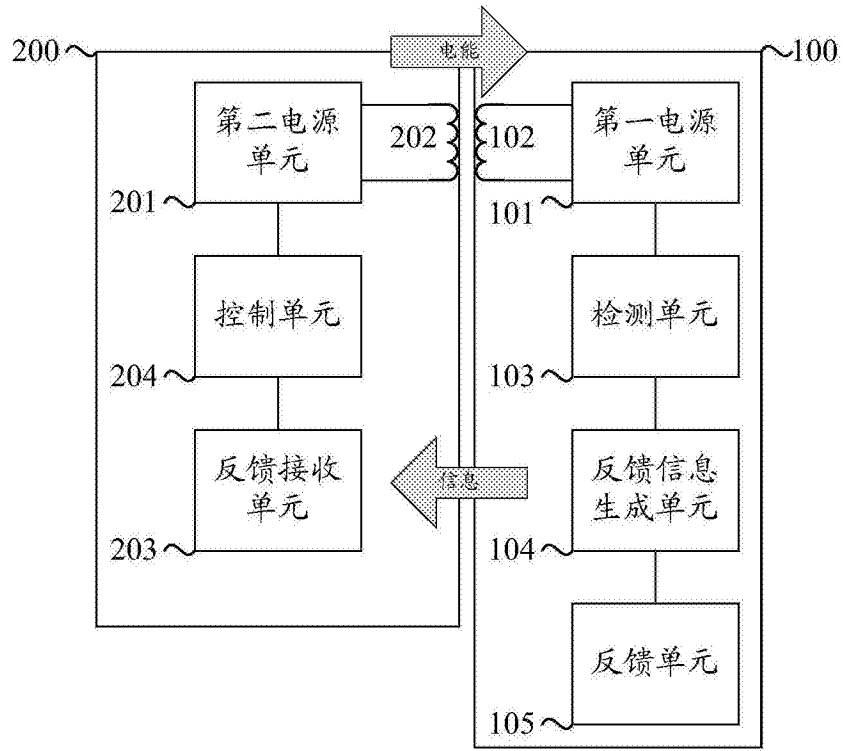 200
电能
100
第二电源
单元
202
102
第一电源
单元
201
101
控制单元
检测单元
204
103
反馈接收
单元
信息
反馈信息
生成单元
203
104
反馈单元
105